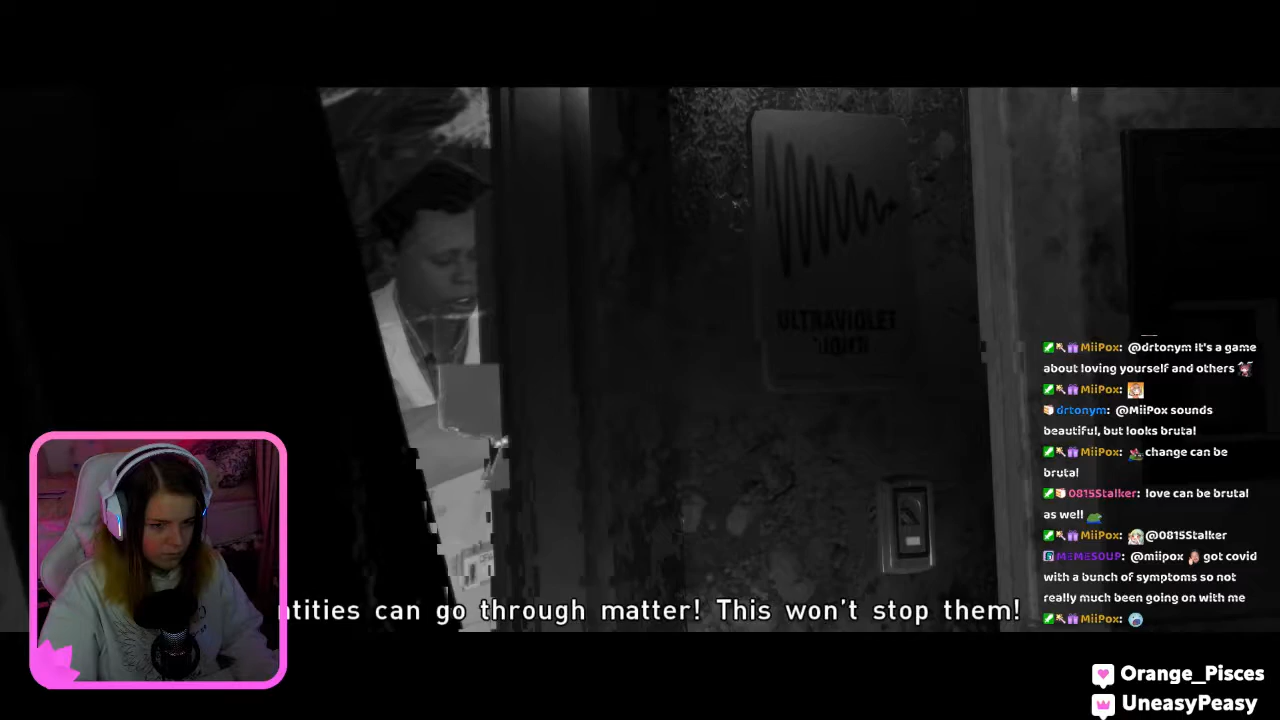 ULTRAVIOLET
ntities can go through matter! This won't stop them!
MiiPox: @drtonym It's a game
about loving yourself and others
MiiPox:
drtonym: @MiiPox sounds
beautiful, but looks brutal
MiiPox: change can be
brutal
0815Stalker: love can be brutal
as well
MiiPox: @0815Stalker
MEMESOUP: @miipox got covid
with a bunch of symptoms so not
really much been going on with me
MiiPox:
Orange_Pisces
UneasyPeasy